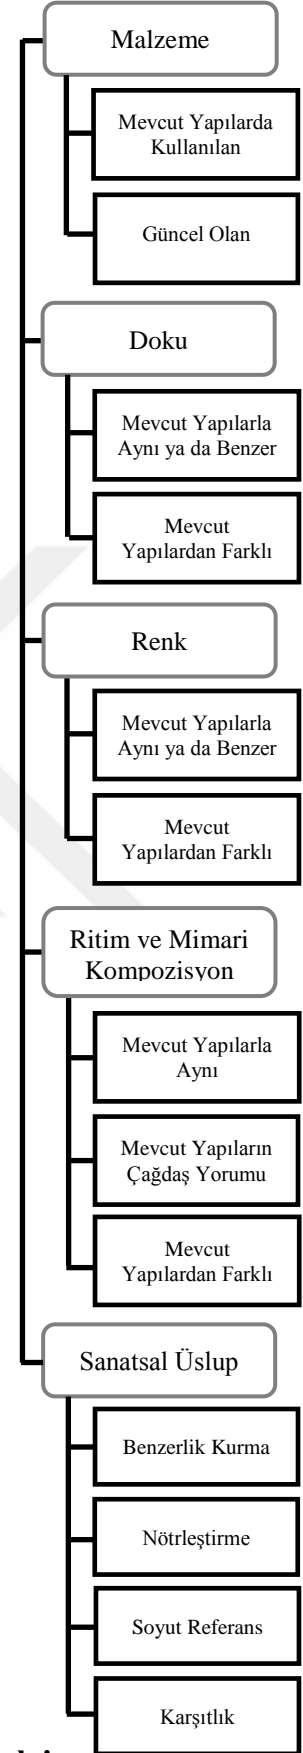 Malzeme
Mevcut Yapılarda
Kullanılan
Güncel Olan
Doku
Mevcut Yapılarla
Aynı ya da Benzer
Mevcut
Yapılardan Farklı
Renk
Mevcut Yapılarla
Aynı ya da Benzer
Mevcut
Yapılardan Farklı
Ritim ve Mimari
Kompozisyon
Mevcut Yapılarla
Aynı
Mevcut Yapıların
Çağdaş Yorumu
Mevcut
Yapılardan Farklı
Sanatsal Üslup
Benzerlik Kurma
Nötrleştirme
Soyut Referans
Karşıtlık